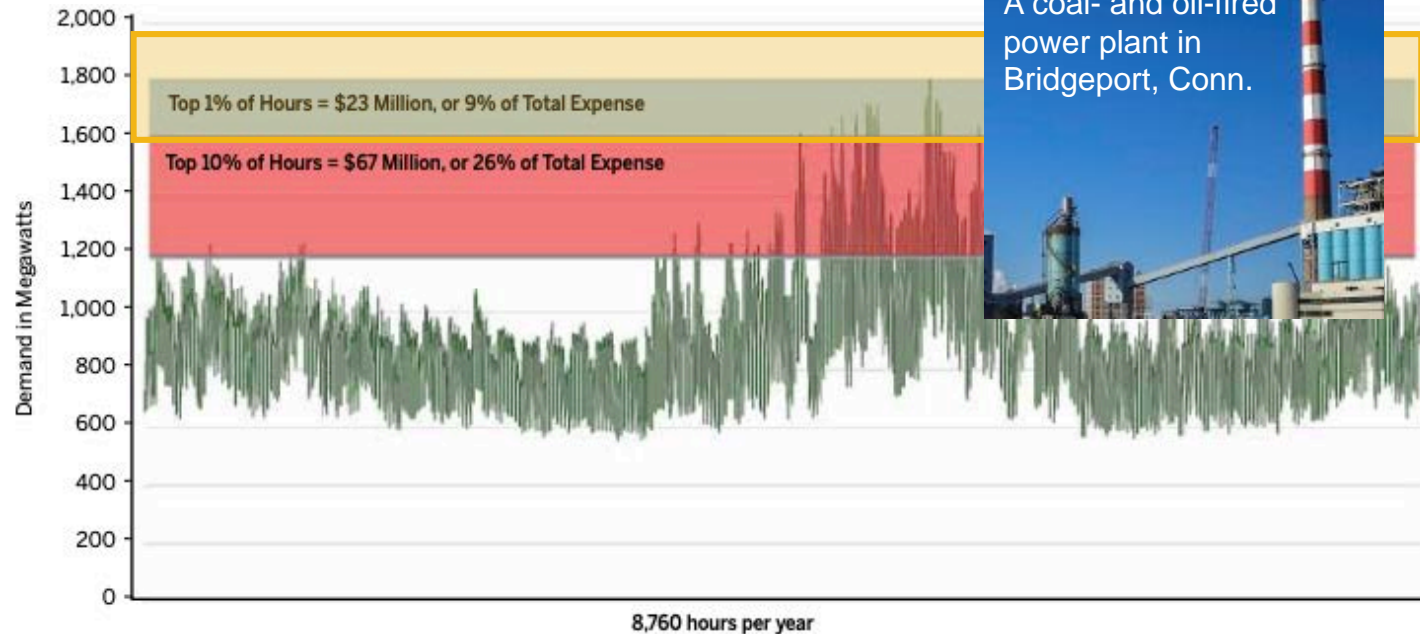 A coal- and oil-fired
power plant in
Bridgeport, Conn.
2,000
1,800
1,600
1,400
1,200
1,000
800
600
400
200
0
Demand in Megawatts
Top 1% of Hours = $23 Million, or 9% of Total Expense
Top 10% of Hours = $67 Million, or 26% of Total Expense
8,760 hours per year